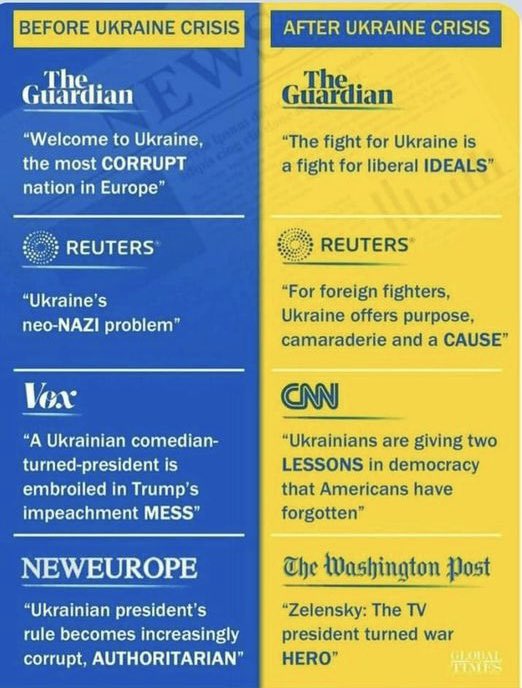 BEFORE UKRAINE CRISIS
The
Guardian
“Welcome to Ukraine,
the most CORRUPT
nation in Europe”
REUTERS
“Ukraine’s
neo-NAZI problem”
Vox
“A Ukrainian comedian-
turned-president is
embroiled in Trump’s
impeachment MESS”
NEWEUROPE
“Ukrainian president’s
rule becomes increasingly
corrupt, AUTHORITARIAN”
AFTER UKRAINE CRISIS
The
Guardian
“The fight for Ukraine is
a fight for liberal IDEALS”
REUTERS
“For foreign fighters,
Ukraine offers purpose,
camaraderie and a CAUSE”
CNN
“Ukrainians are giving two
LESSONS in democracy
that Americans have
forgotten”
The Washington Post
“Zelensky: The TV
president turned war
HERO”
GLOBAL
TIMES
NEWS